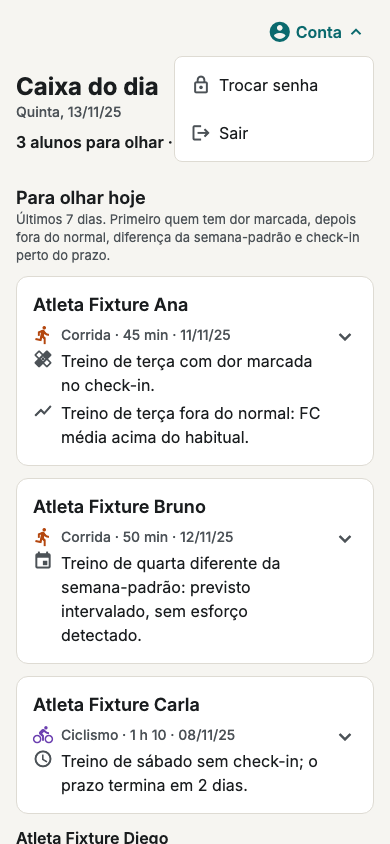 Conta
Trocar senha
Sair
Caixa do dia
Quinta, 13/11/25
3 alunos para olhar ·
Para olhar hoje
Últimos 7 dias. Primeiro quem tem dor marcada, depois
fora do normal, diferença da semana-padrão e check-in
perto do prazo.
Atleta Fixture Ana
Corrida · 45 min · 11/11/25
Treino de terça com dor marcada
no check-in.
Treino de terça fora do normal: FC
média acima do habitual.
Atleta Fixture Bruno
Corrida · 50 min · 12/11/25
Treino de quarta diferente da
semana-padrão: previsto
intervalado, sem esforço
detectado.
Atleta Fixture Carla
Ciclismo · 1 h 10 · 08/11/25
Treino de sábado sem check-in; o
prazo termina em 2 dias.
Atleta Fixture Diego